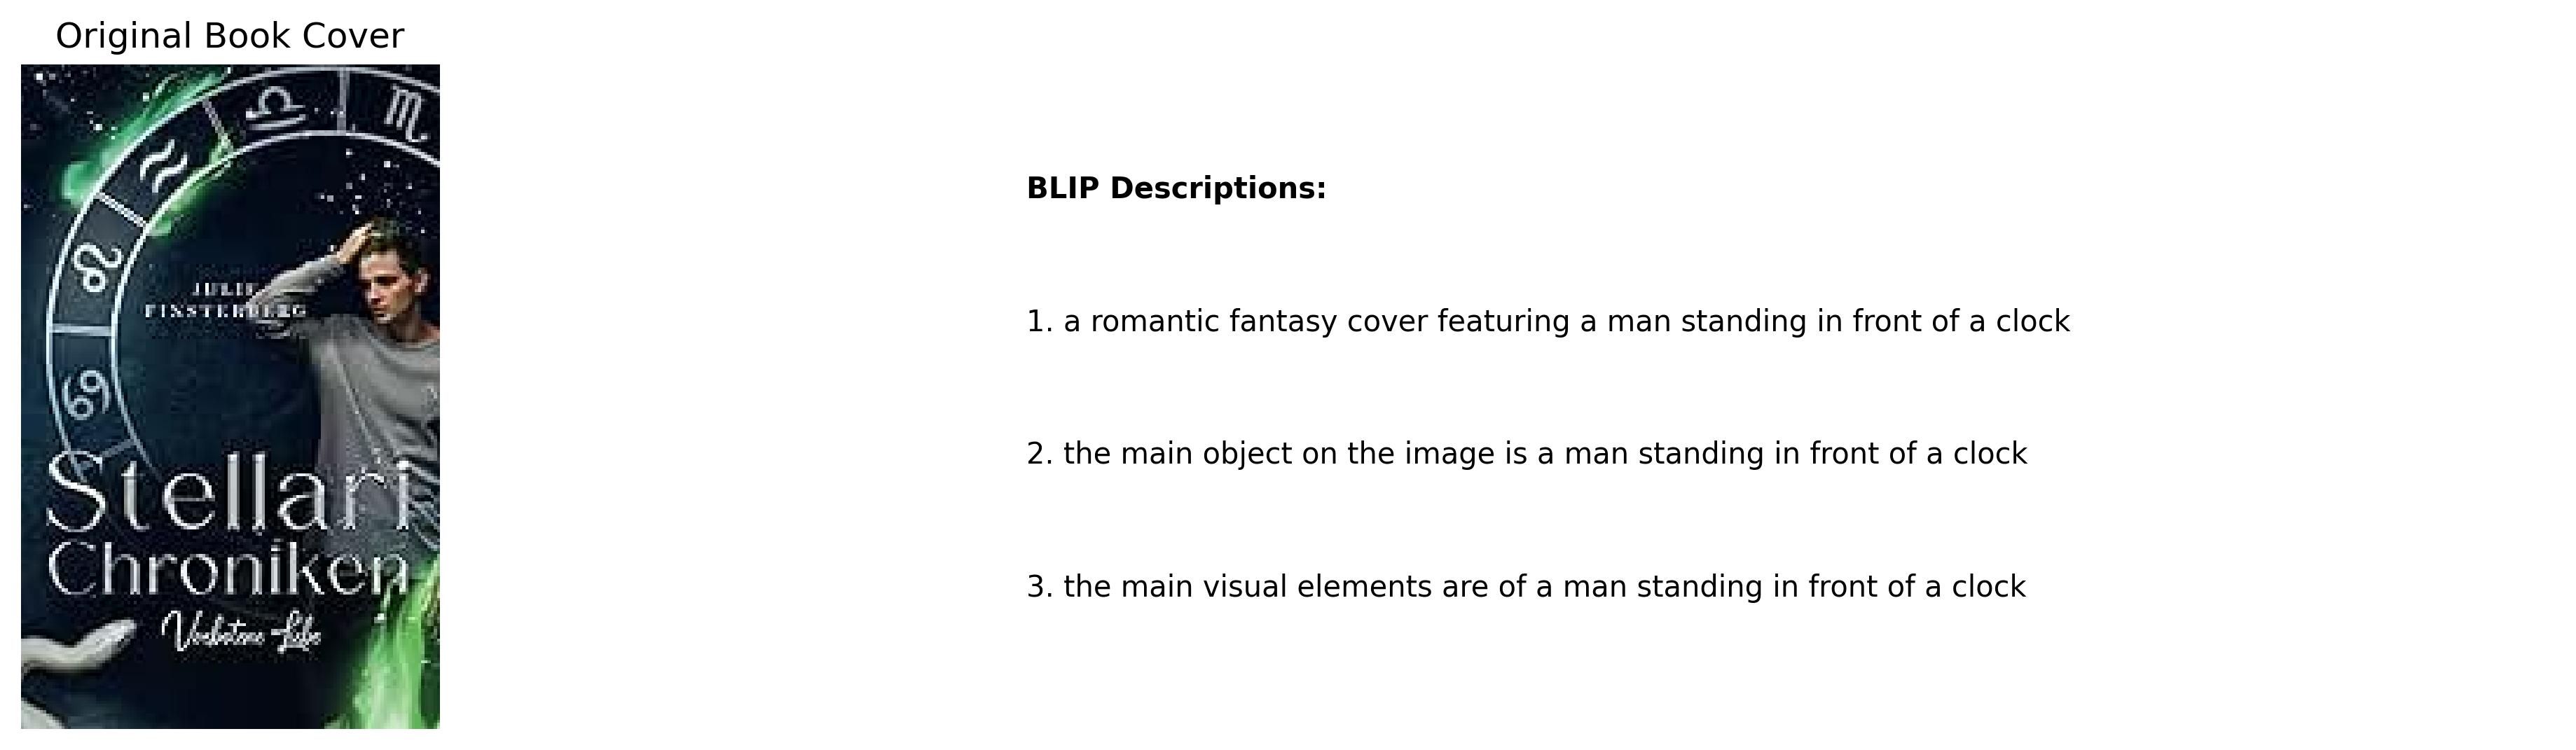 Original Book Cover
JULIE
FINSTERBERG
Stellari
Chroniken
Verbotene Liebe
BLIP Descriptions:
1. a romantic fantasy cover featuring a man standing in front of a clock
2. the main object on the image is a man standing in front of a clock
3. the main visual elements are of a man standing in front of a clock